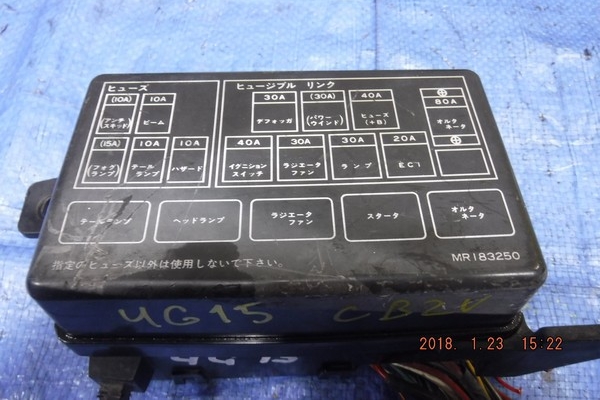 ヒューズ
ヒュージブル リンク
(10A) 10A
(アンチ スキッド) ビーム
30A (30A) 40A
デフォッガ (パワー ウインド) ヒューズ (+B)
80A
オルタ ネータ
(15A) 10A 10A
(フォグ ランプ) テール ランプ ハザード
40A 30A 30A 20A
イグニション スイッチ ラジエータ ファン ランプ ECI
テールランプ ヘッドランプ ラジエータ ファン スタータ オルタ ネータ
指定のヒューズ以外は使用しないで下さい。
MR183250
4G15 CB2A
4G15
2018. 1.23 15:22